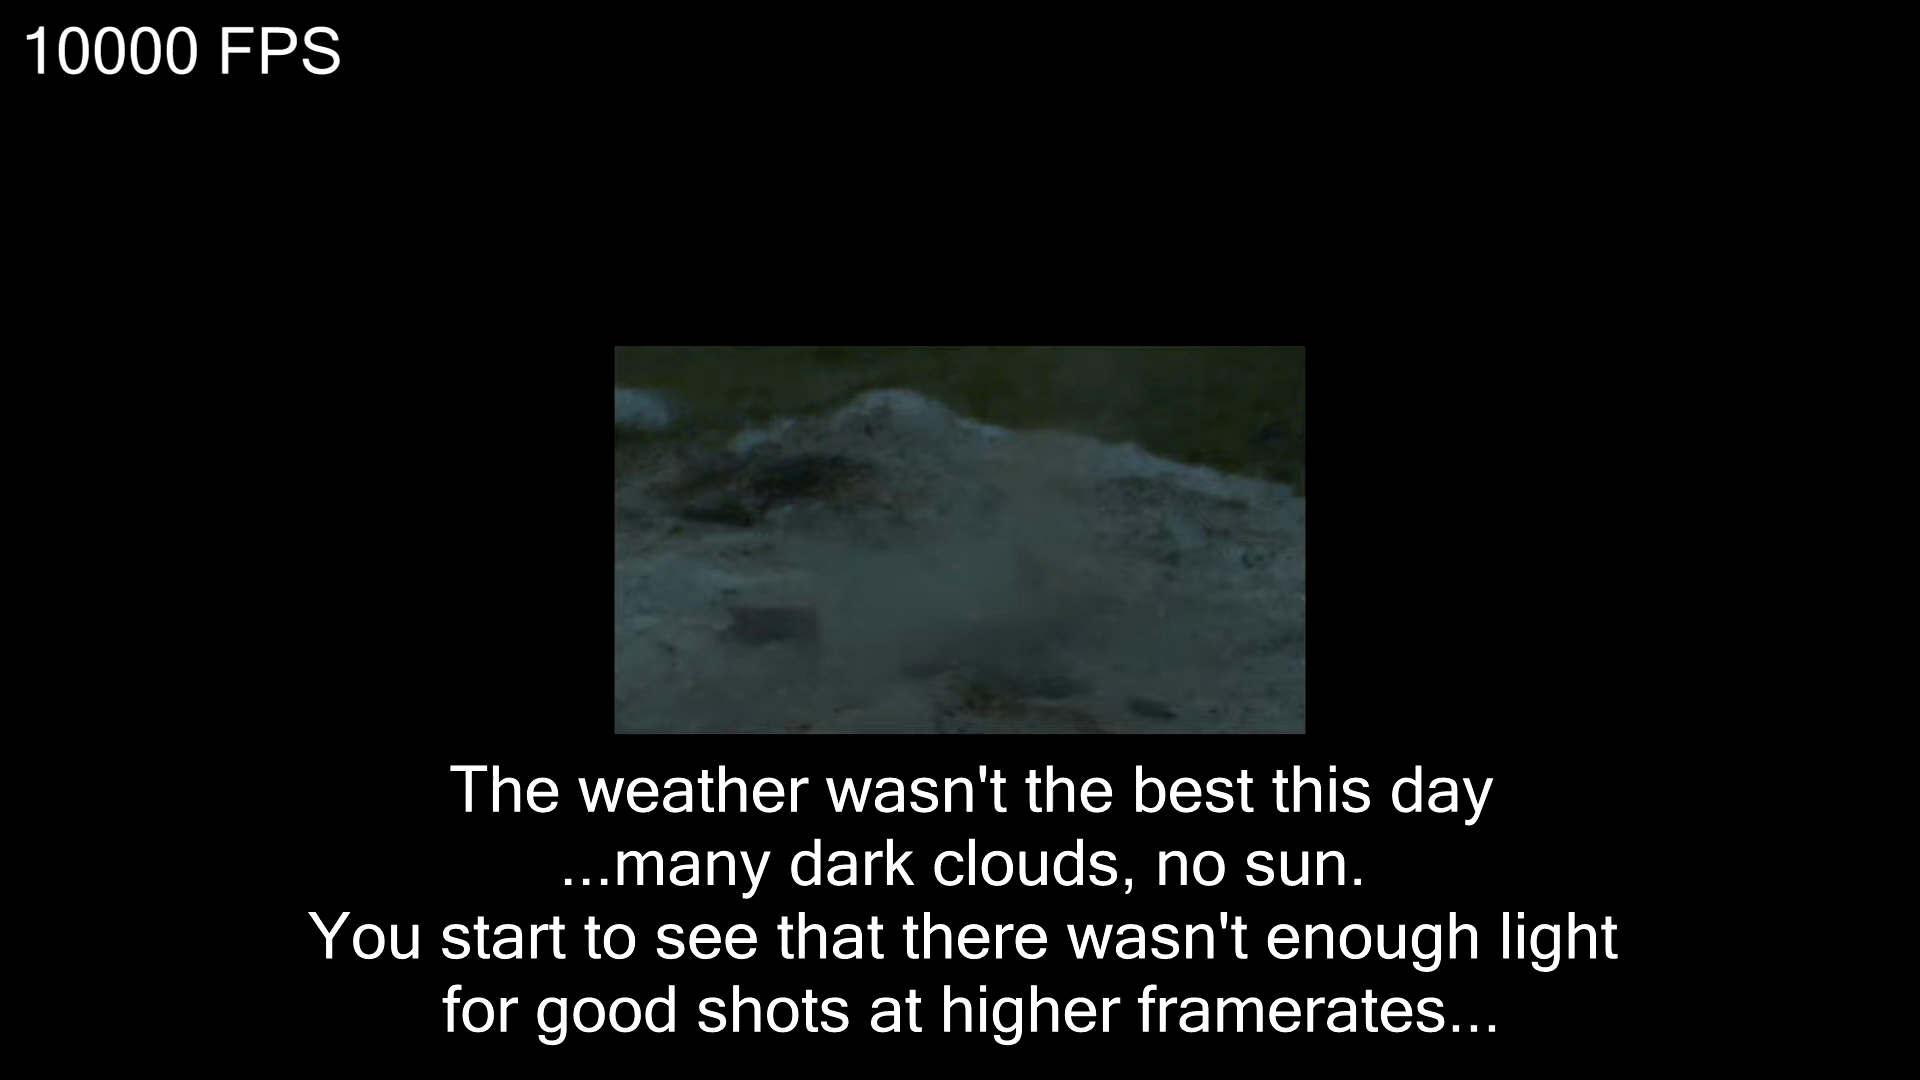 10000 FPS
The weather wasn't the best this day
...many dark clouds, no sun.
You start to see that there wasn't enough light
for good shots at higher framerates...